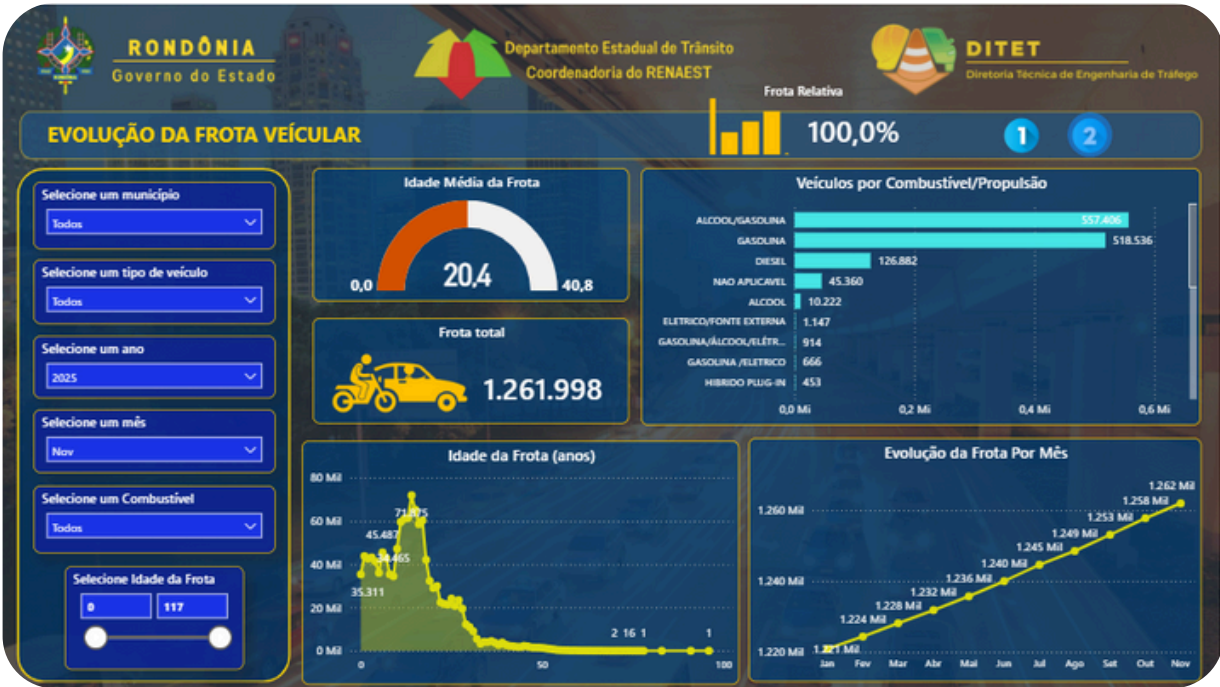 RONDÔNIA
Governo do Estado
Departamento Estadual de Trânsito
Coordenadoria do RENAEST
DITET
Diretoria Técnica de Engenharia de Tráfego
EVOLUÇÃO DA FROTA VEÍCULAR
Frota Relativa
100,0%
1
2
Selecione um município
Todos
Selecione um tipo de veículo
Todos
Selecione um ano
2025
Selecione um mês
Nov
Selecione um Combustível
Todos
Selecione Idade da Frota
0
117
Idade Média da Frota
20,4
0,0
40,8
Frota total
1.261.998
Veículos por Combustível/Propulsão
ALCOOL/GASOLINA 557.406
GASOLINA 518.536
DIESEL 126.882
NAO APLICAVEL 45.360
ALCOOL 10.222
ELETRICO/FONTE EXTERNA 1.147
GASOLINA/ÁLCOOL/ELÉTR... 914
GASOLINA /ELETRICO 666
HIBRIDO PLUG-IN 453
0,0 Mi 0,2 Mi 0,4 Mi 0,6 Mi
Idade da Frota (anos)
80 Mil
60 Mil
40 Mil
20 Mil
0 Mil
45.487
35.311
2 16 1
1
0 50 100
Evolução da Frota Por Mês
1.260 Mil
1.240 Mil
1.220 Mil
1.221 Mil
1.224 Mil
1.228 Mil
1.232 Mil
1.236 Mil
1.240 Mil
1.245 Mil
1.249 Mil
1.253 Mil
1.258 Mil
1.262 Mil
Jan Fev Mar Abr Mai Jun Jul Ago Set Out Nov